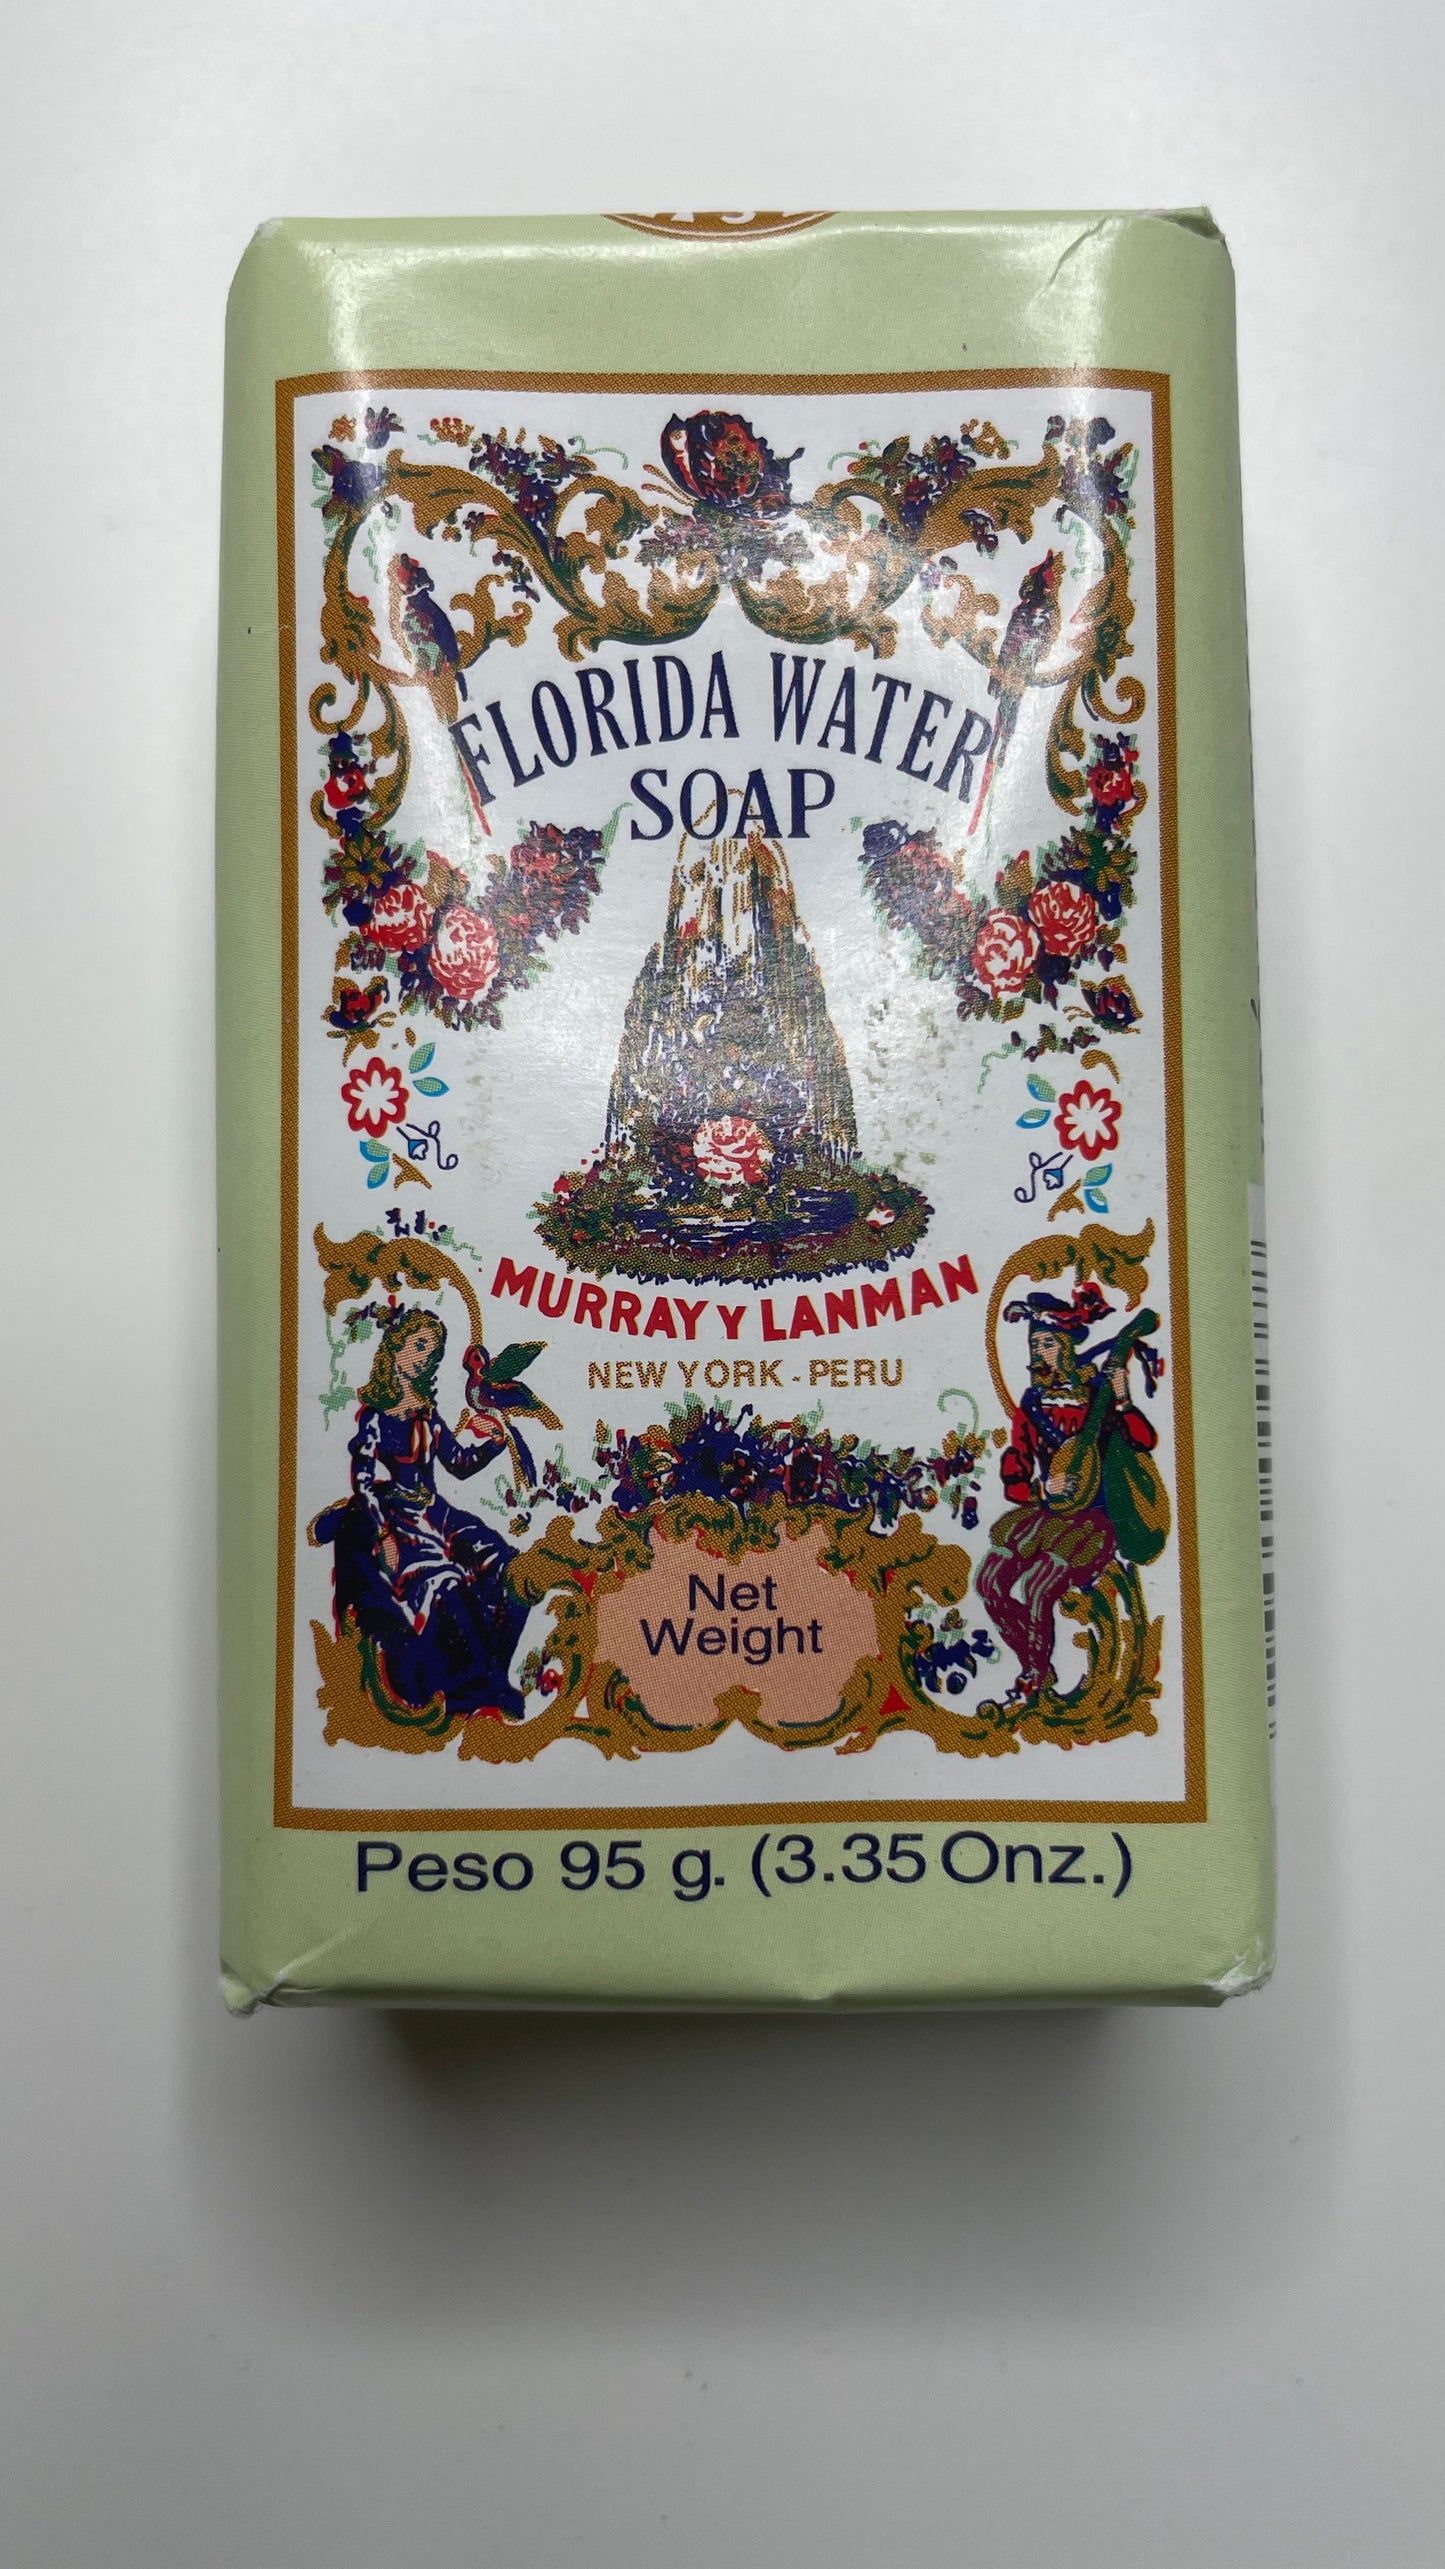 FLORIDA WATER
SOAP
MURRAY Y LANMAN
NEW YORK - PERU
Net
Weight
Peso 95 g. (3.35 Onz.)